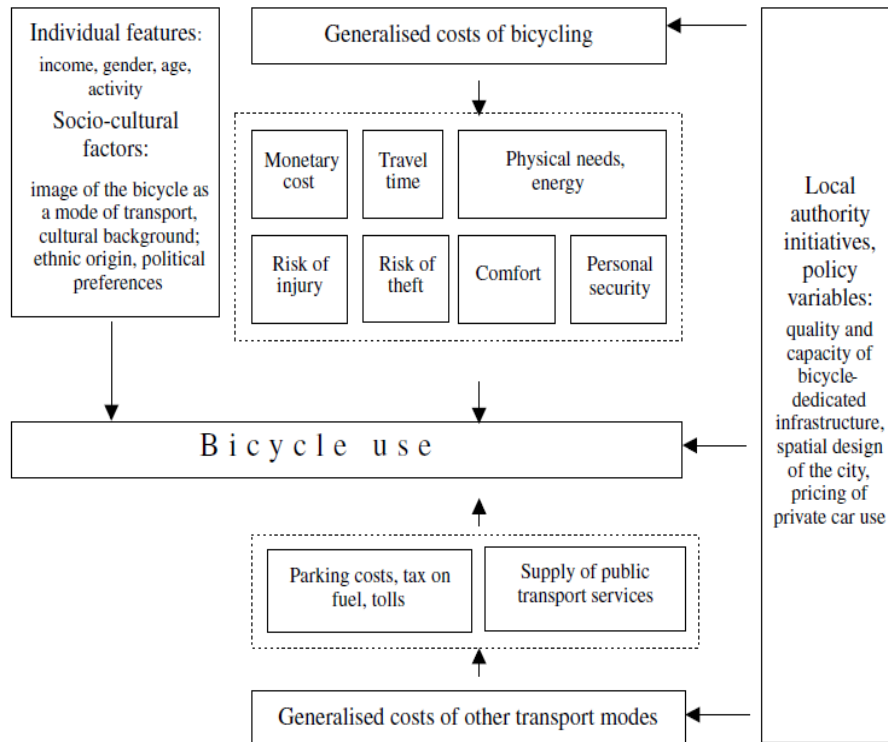 Individual features:
income, gender, age,
activity
Socio-cultural
factors:
image of the bicycle as
a mode of transport,
cultural background;
ethnic origin, political
preferences
Generalised costs of bicycling
Monetary
cost
Travel
time
Physical needs,
energy
Risk of
injury
Risk of
theft
Comfort
Personal
security
Bicycle use
Parking costs, tax on
fuel, tolls
Supply of public
transport services
Generalised costs of other transport modes
Local
authority
initiatives,
policy
variables:
quality and
capacity of
bicycle-
dedicated
infrastructure,
spatial design
of the city,
pricing of
private car use